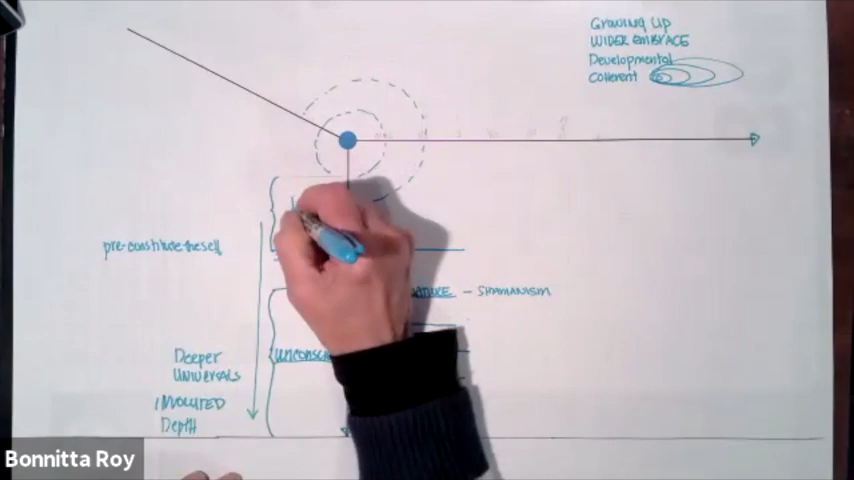 Growing Up
WIDER EMBRACE
Developmental
Coherent
pre-constitute the self
- SHAMANISM
Deeper
UNIVERSALS
INVOLUTED
Depth
Bonnitta Roy